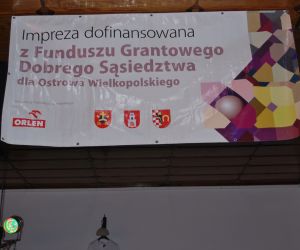 Impreza dofinansowana
z Funduszu Grantowego
Dobrego Sąsiedztwa
dla Ostrowa Wielkopolskiego
ORLEN